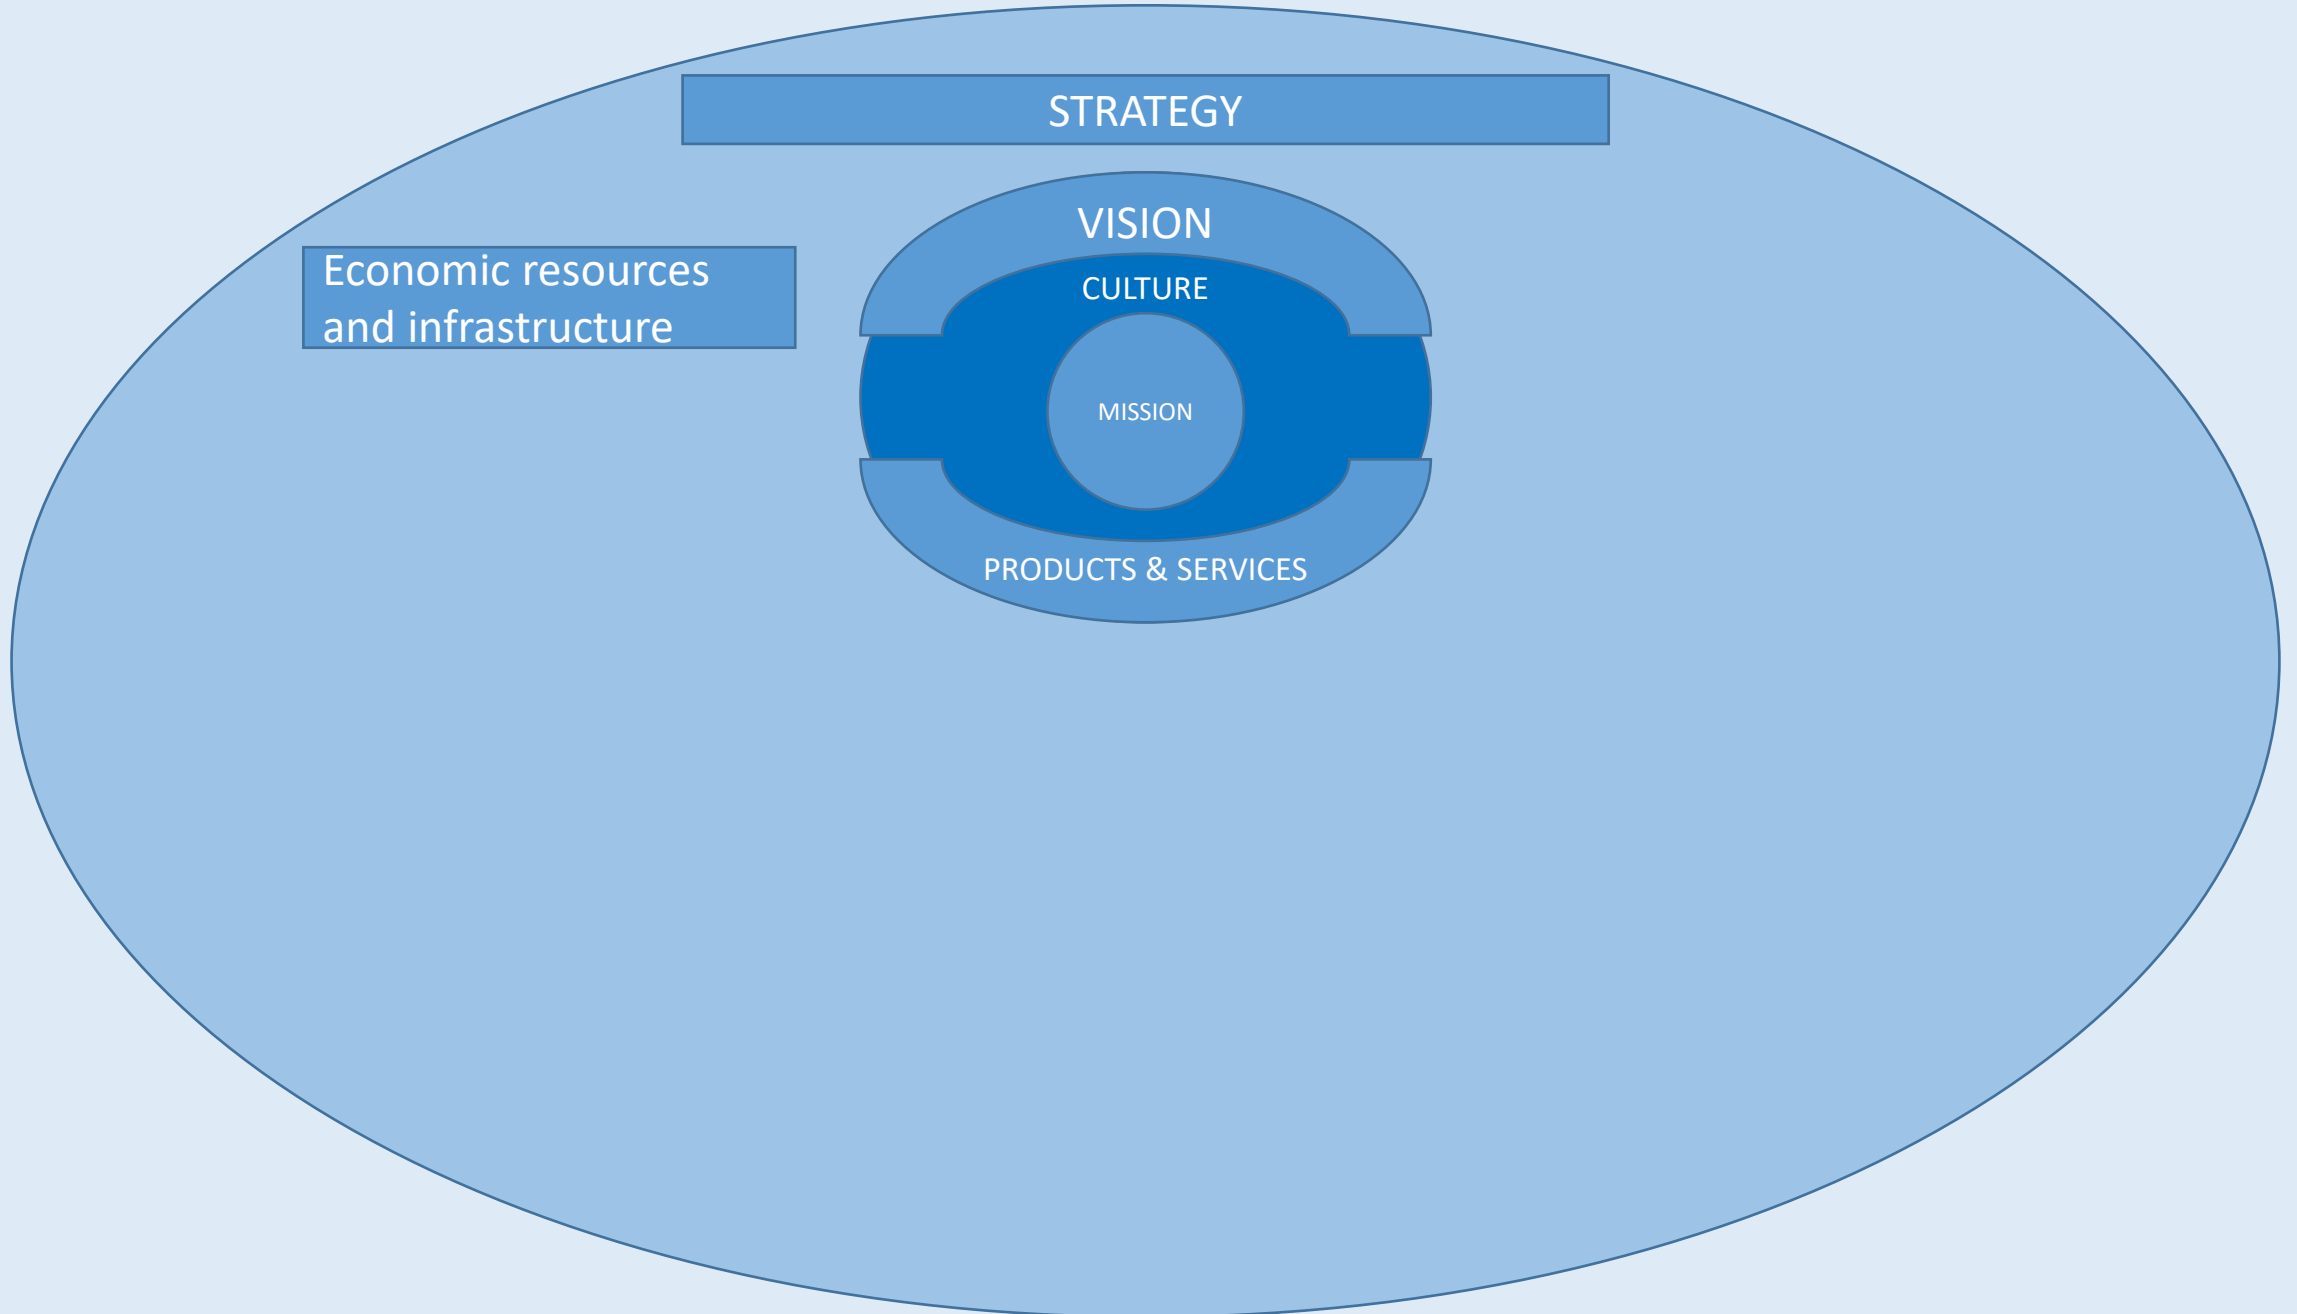 STRATEGY
VISION
Economic resources
and infrastructure
CULTURE
MISSION
PRODUCTS & SERVICES